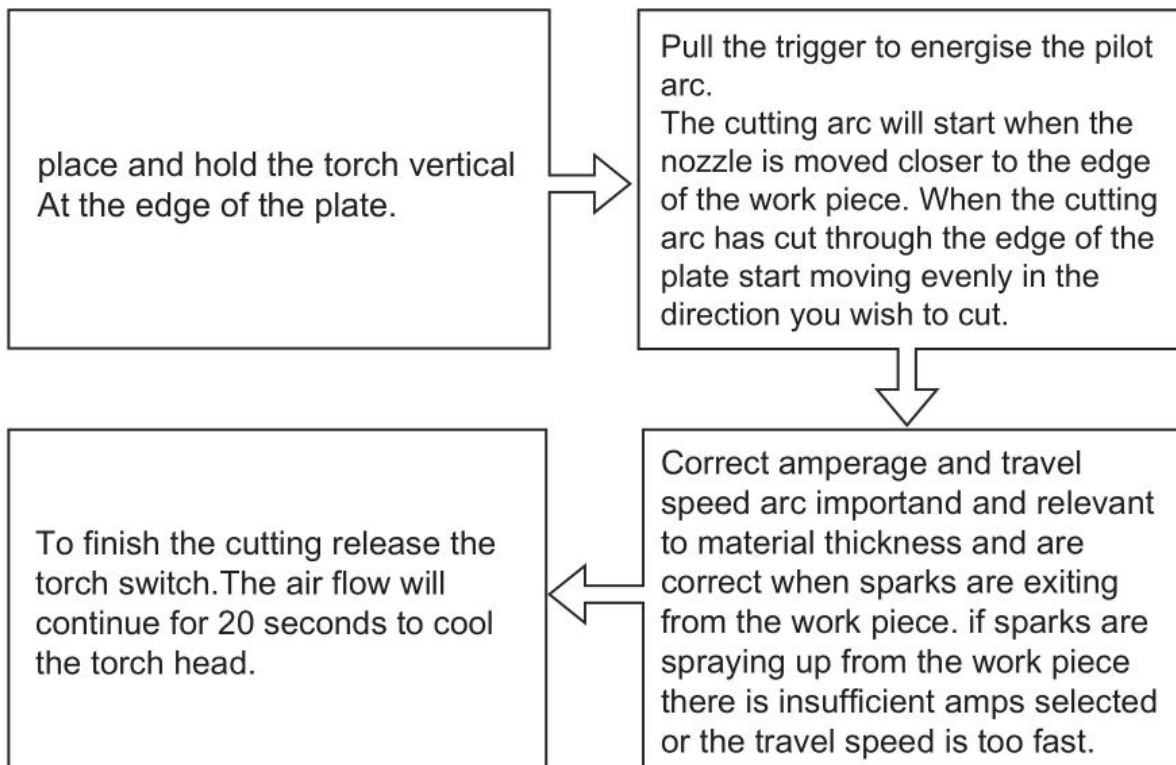 place and hold the torch vertical
At the edge of the plate.
Pull the trigger to energise the pilot
arc.
The cutting arc will start when the
nozzle is moved closer to the edge
of the work piece. When the cutting
arc has cut through the edge of the
plate start moving evenly in the
direction you wish to cut.
Correct amperage and travel
speed arc importand and relevant
to material thickness and are
correct when sparks are exiting
from the work piece. if sparks are
spraying up from the work piece
there is insufficient amps selected
or the travel speed is too fast.
To finish the cutting release the
torch switch.The air flow will
continue for 20 seconds to cool
the torch head.